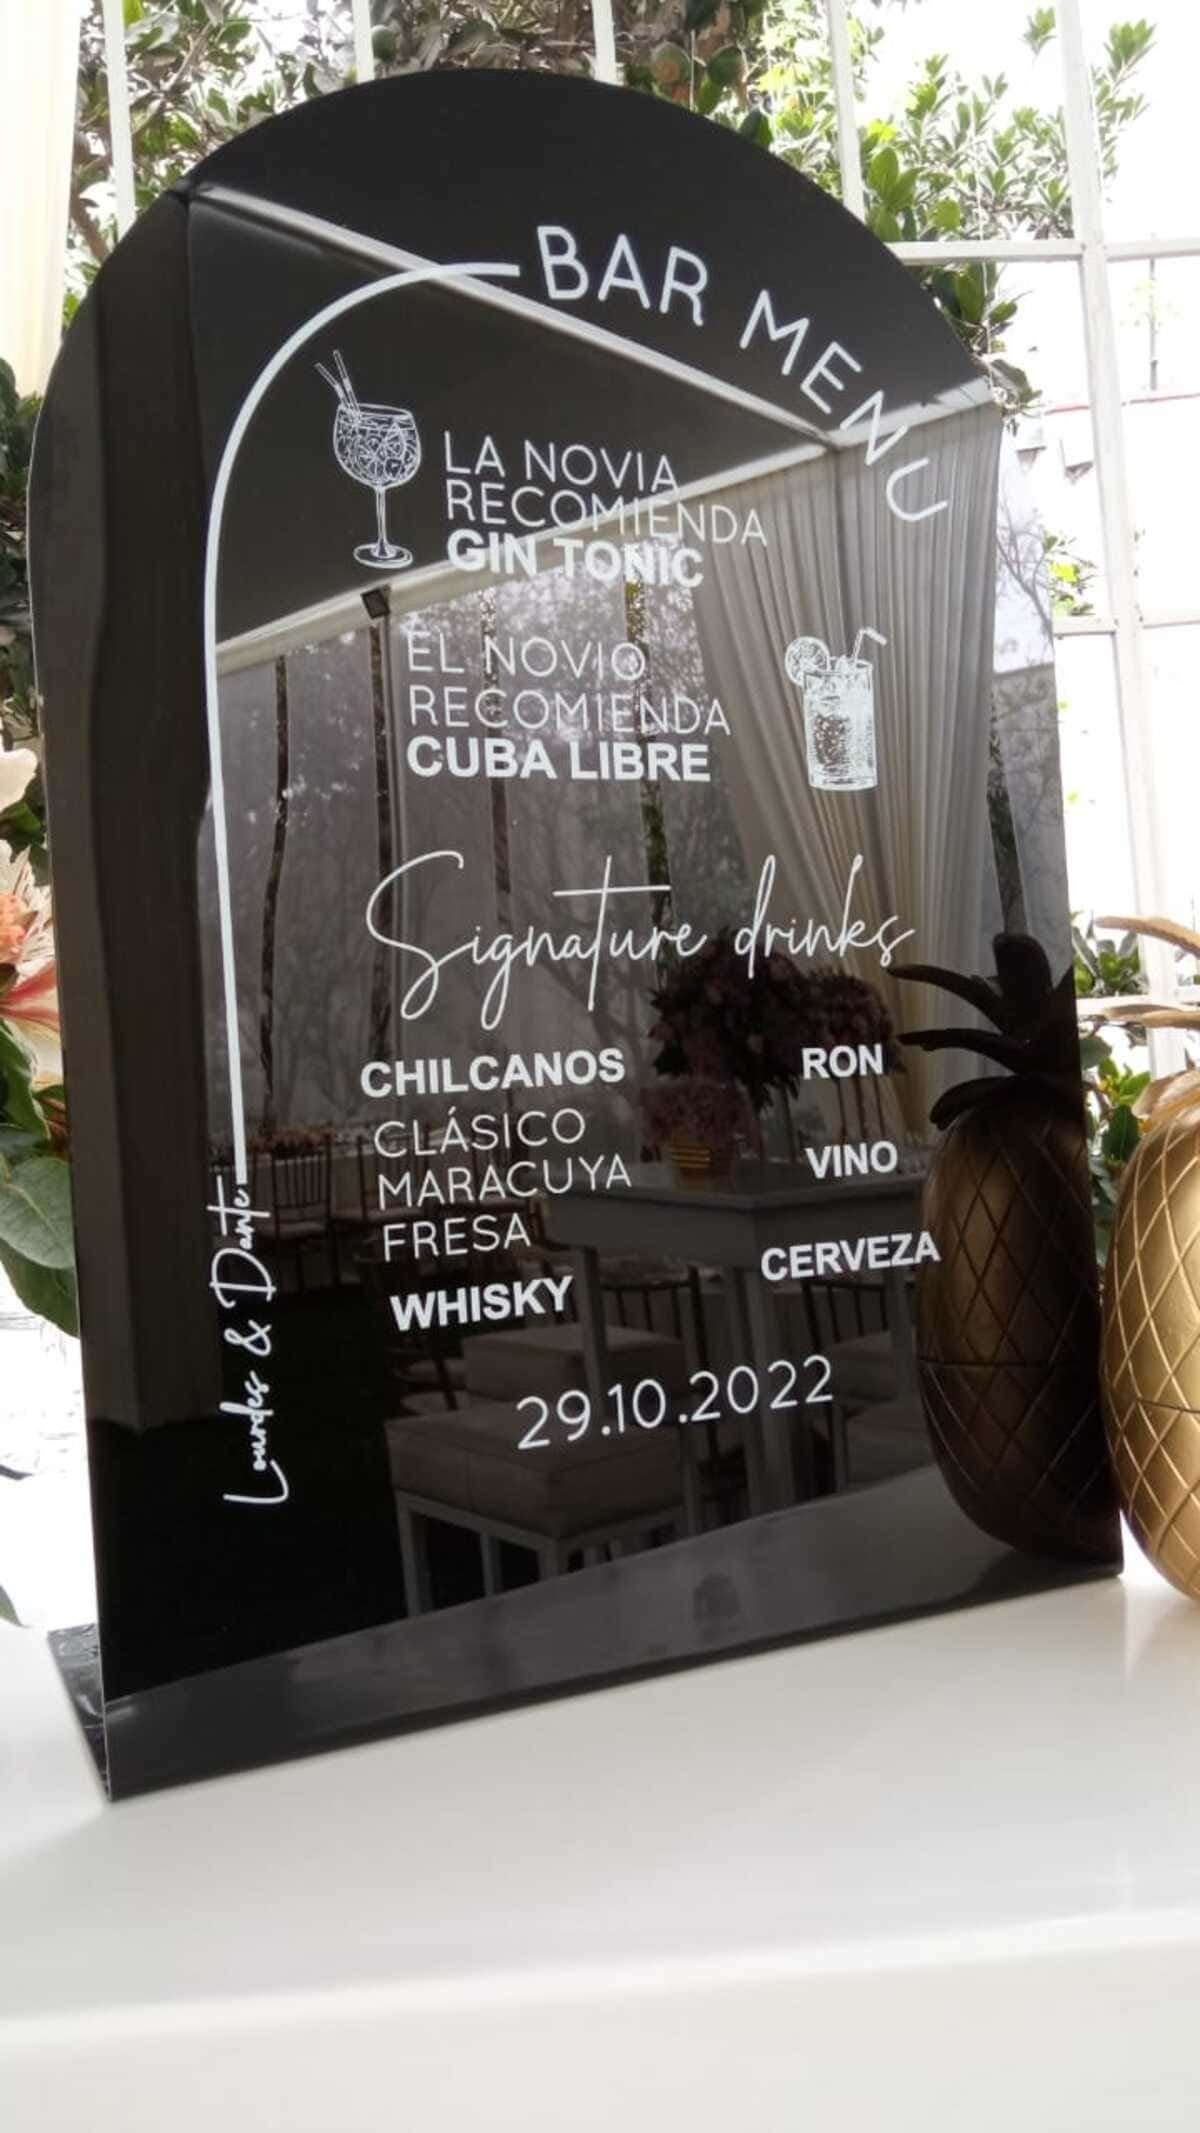 BAR MENU
LA NOVIA
RECOMIENDA
GIN TONIC
EL NOVIO
RECOMIENDA
CUBA LIBRE
Signature drinks
CHILCANOS
CLÁSICO
MARACUYA
FRESA
WHISKY
RON
VINO
CERVEZA
29.10.2022
Lourdes & Dante